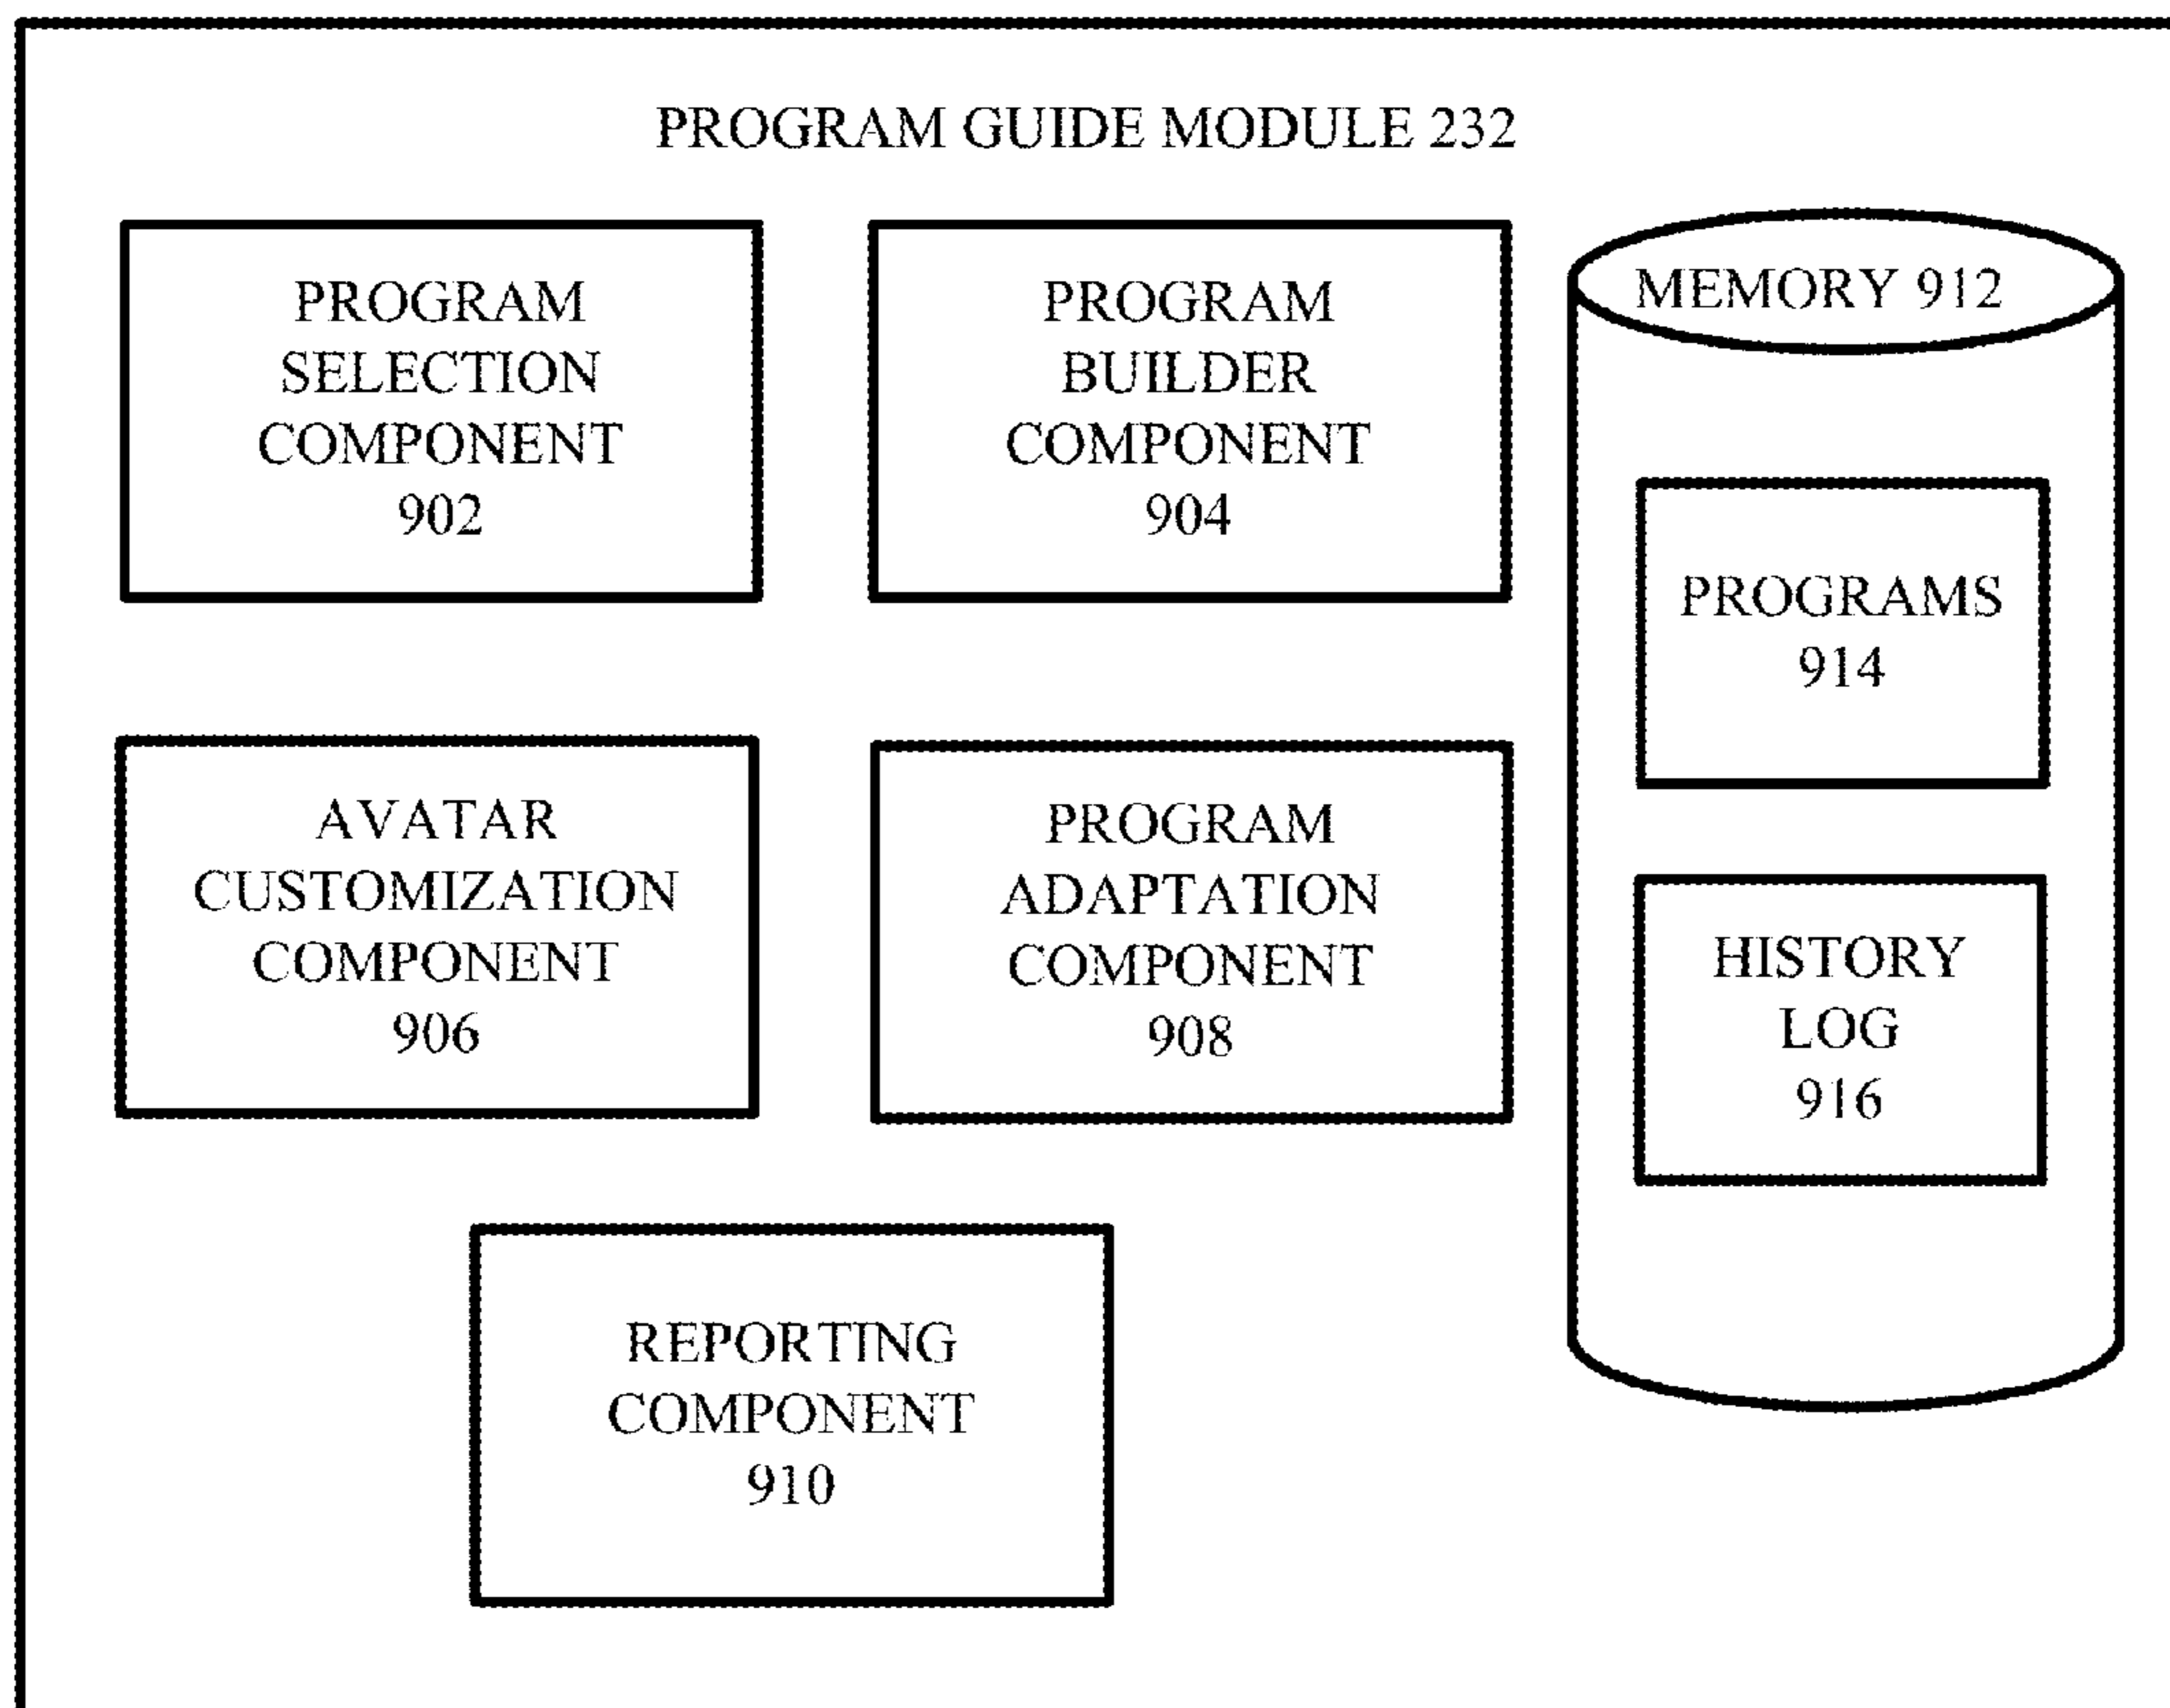 PROGRAM GUIDE MODULE 232
PROGRAM
SELECTION
COMPONENT
902
PROGRAM
BUILDER
COMPONENT
904
MEMORY 912
PROGRAMS
914
AVATAR
CUSTOMIZATION
COMPONENT
906
PROGRAM
ADAPTATION
COMPONENT
908
HISTORY
LOG
916
REPORTING
COMPONENT
910